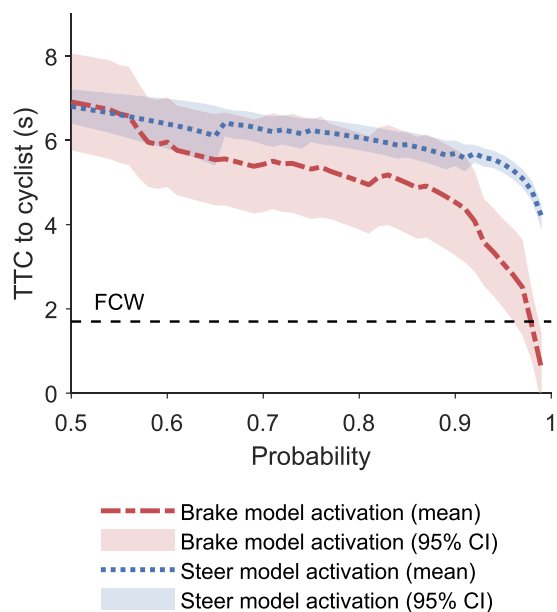 8
6
4
2
0
TTC to cyclist (s)
FCW
0.5
0.6
0.7
0.8
0.9
1
Probability
Brake model activation (mean)
Brake model activation (95% CI)
Steer model activation (mean)
Steer model activation (95% CI)